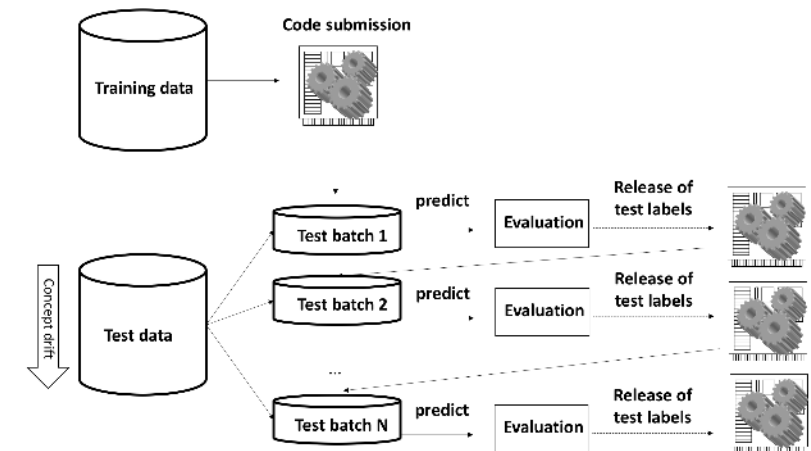 Code submission
Training data
predict
Release of
test labels
Test batch 1
Evaluation
Concept drift
Test data
Test batch 2
predict
Evaluation
Release of
test labels
...
Test batch N
predict
Evaluation
Release of
test labels